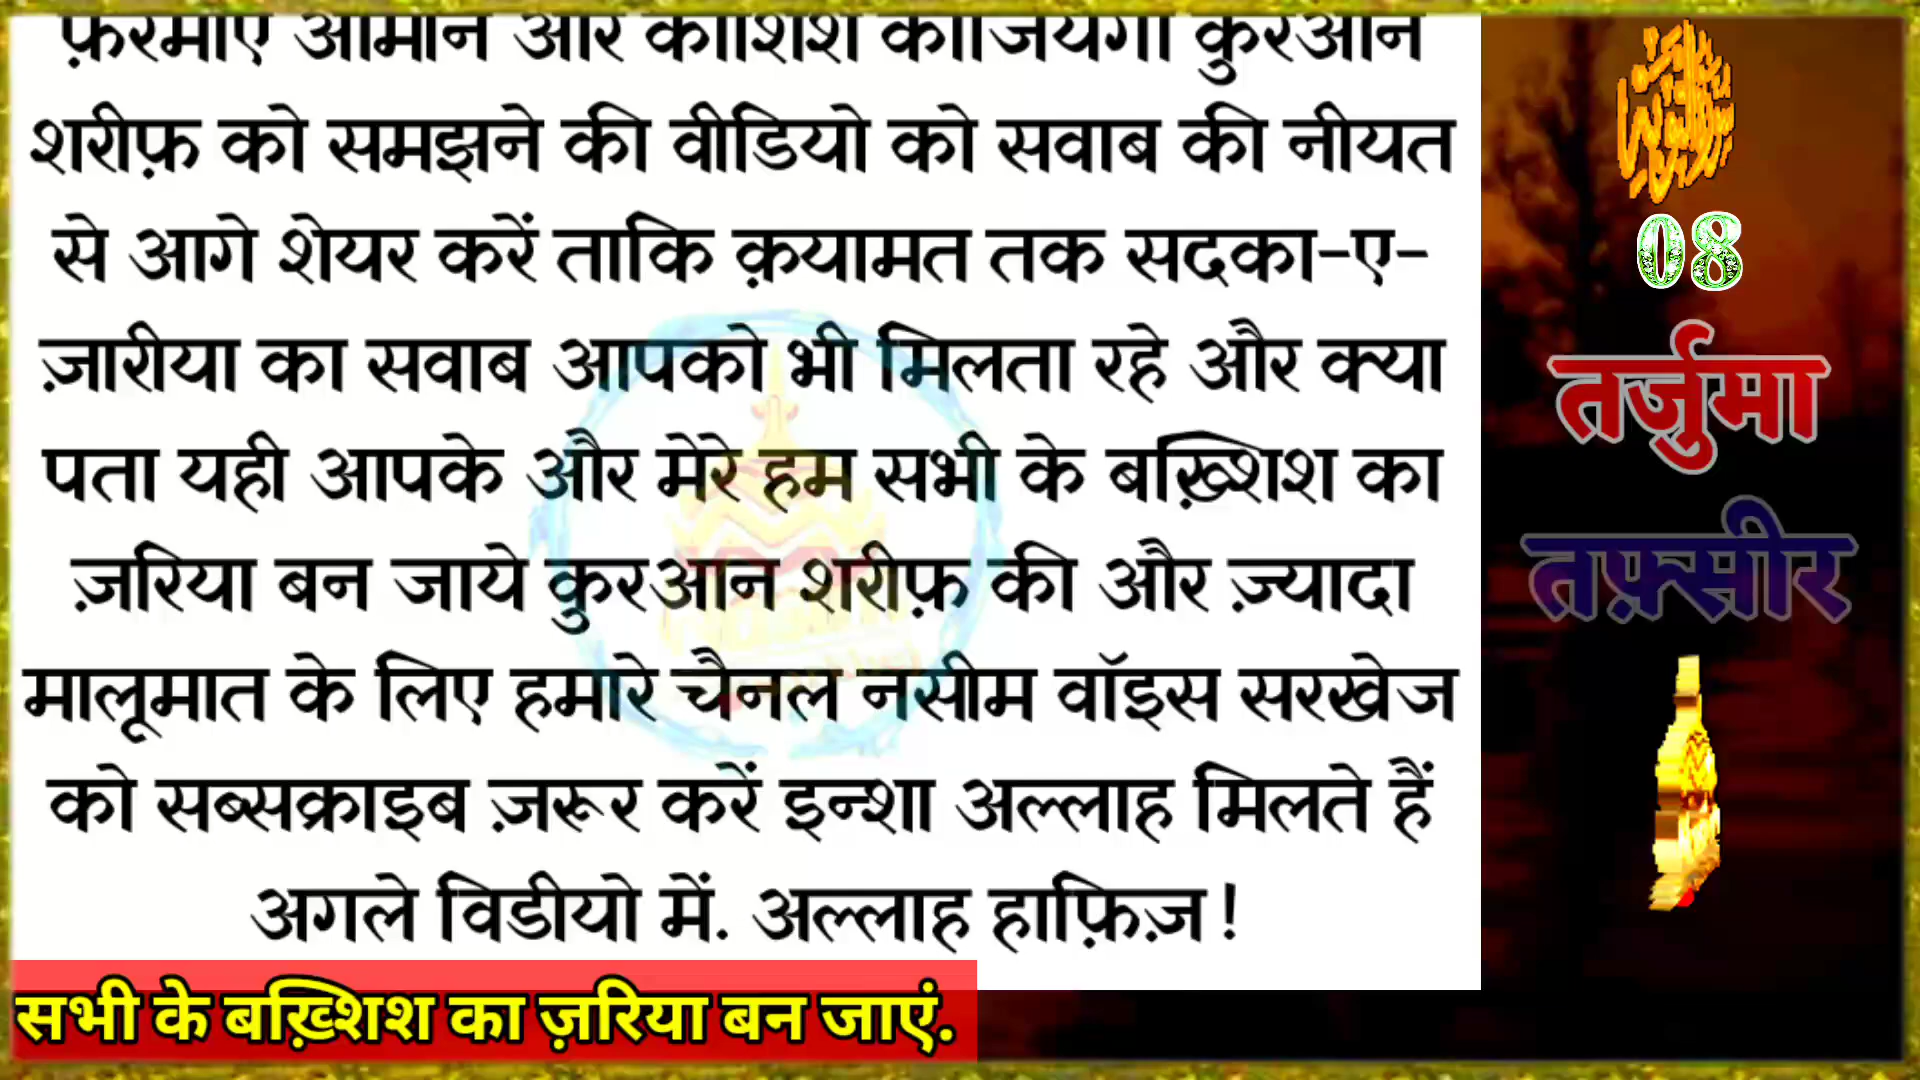 फ़रमाए आमीन और कोशिश कीजियेगा क़ुरआन
शरीफ़ को समझने की वीडियो को सवाब की नीयत
से आगे शेयर करें ताकि क़यामत तक सदका-ए-
ज़ारीया का सवाब आपको भी मिलता रहे और क्या
पता यही आपके और मेरे हम सभी के बख़्शिश का
ज़रिया बन जाये क़ुरआन शरीफ़ की और ज़्यादा
मालूमात के लिए हमारे चैनल नसीम वॉइस सरखेज
को सब्सक्राइब ज़रूर करें इन्शा अल्लाह मिलते हैं
अगले विडीयो में. अल्लाह हाफ़िज़!
सभी के बख़्शिश का ज़रिया बन जाएं.
08
तर्जुमा
तफ़्सीर